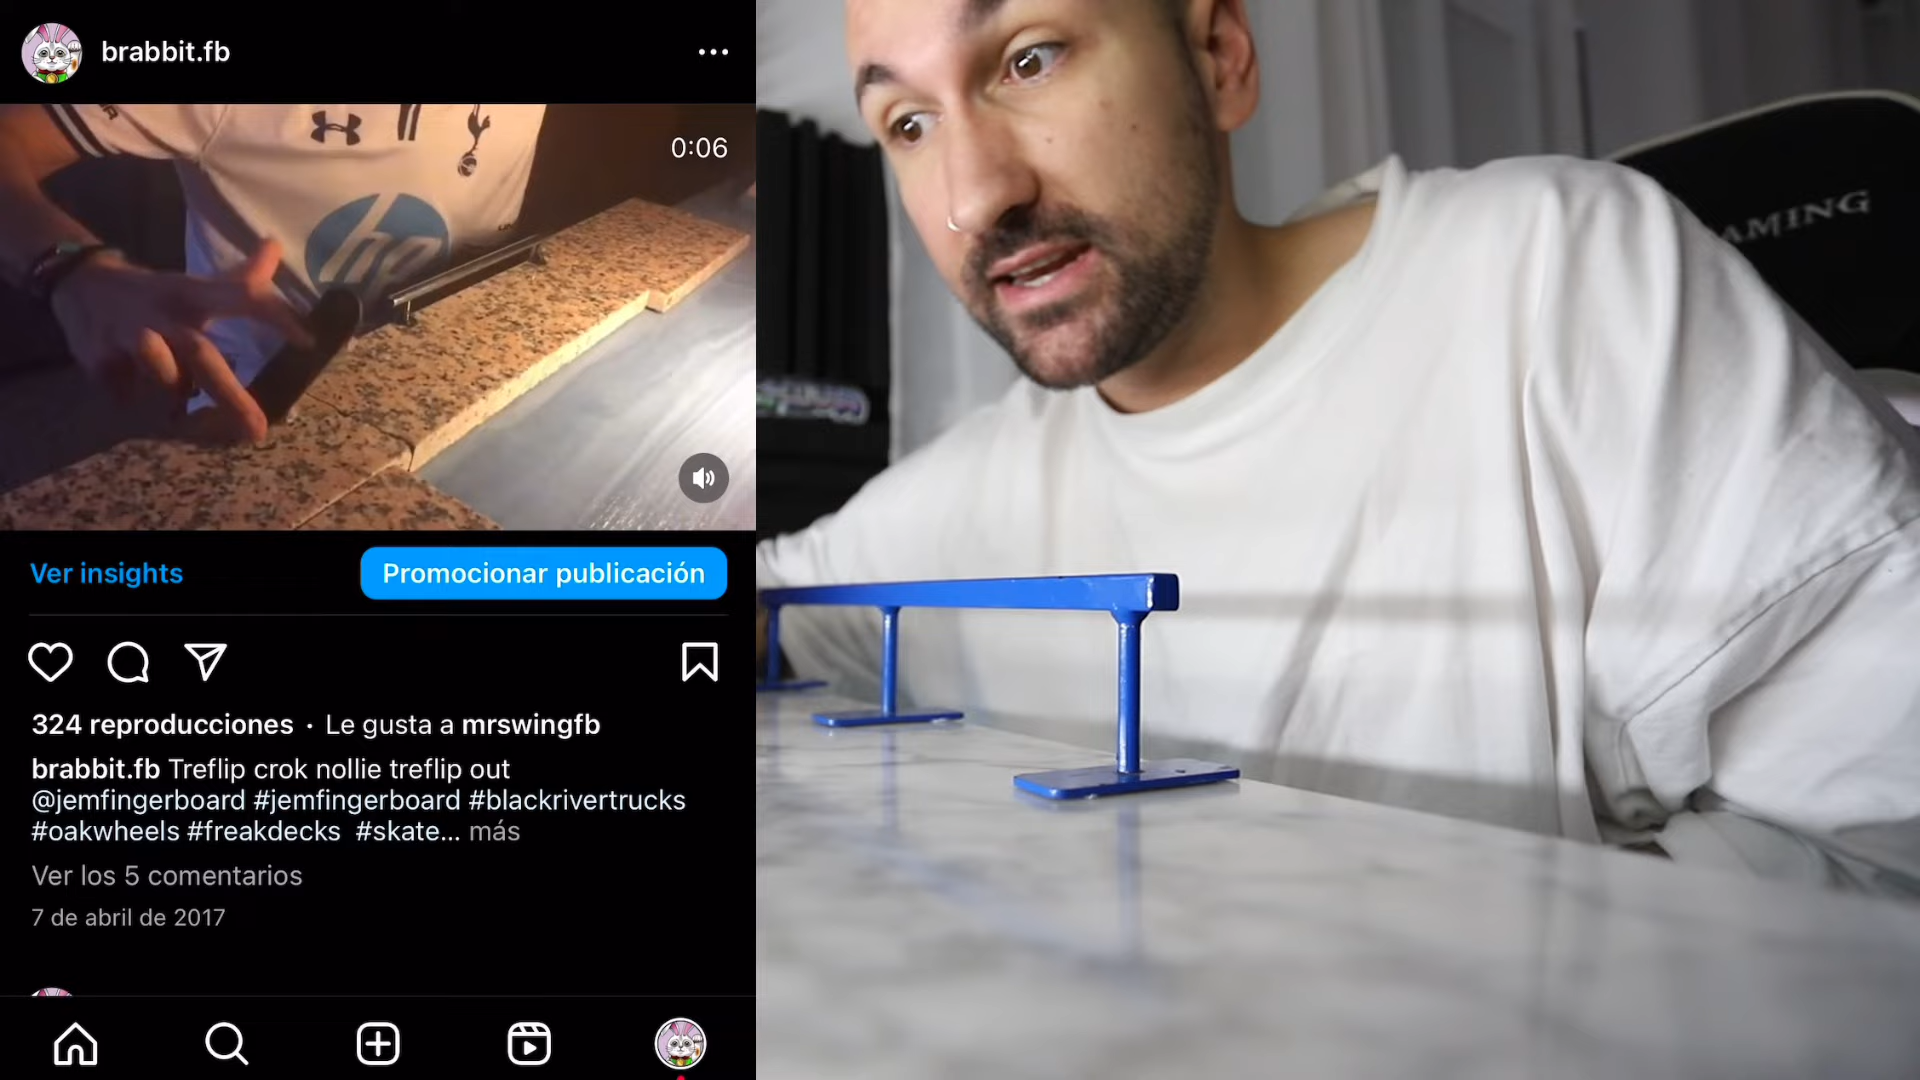 brabbit.fb
0:06
hp
Ver insights
Promocionar publicación
324 reproducciones · Le gusta a mrswingfb
brabbit.fb Treflip crok nollie treflip out
@jemfingerboard #jemfingerboard #blackrivertrucks
#oakwheels #freakdecks #skate... más
Ver los 5 comentarios
7 de abril de 2017
AMING